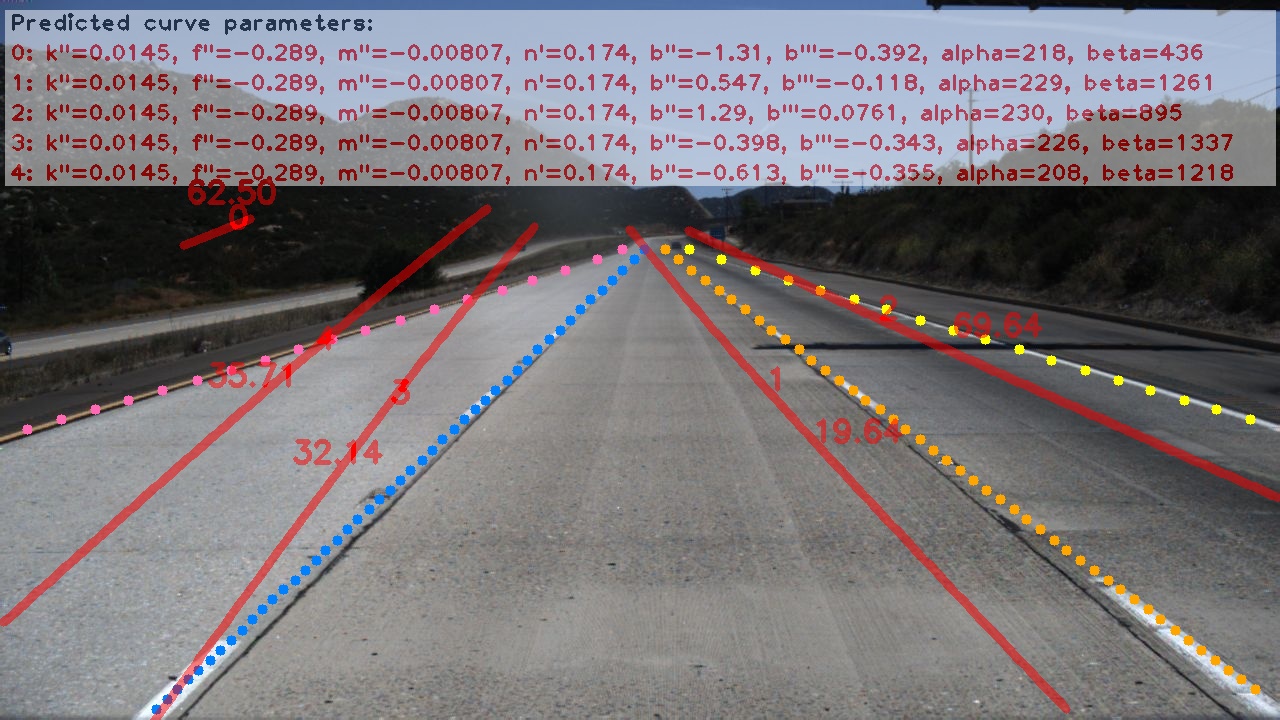 Predicted curve parameters:
0: k''=0.0145, f''=-0.289, m''=-0.00807, n'=0.174, b''=-1.31, b'''=-0.392, alpha=218, beta=436
1: k''=0.0145, f''=-0.289, m''=-0.00807, n'=0.174, b''=0.547, b'''=-0.118, alpha=229, beta=1261
2: k''=0.0145, f''=-0.289, m''=-0.00807, n'=0.174, b''=1.29, b'''=0.0761, alpha=230, beta=895
3: k''=0.0145, f''=-0.289, m''=-0.00807, n'=0.174, b''=-0.398, b'''=-0.343, alpha=226, beta=1337
4: k''=0.0145, f''=-0.289, m''=-0.00807, n'=0.174, b''=-0.613, b'''=-0.355, alpha=208, beta=1218
62.50
0
2
69.64
4
35.71
1
3
19.64
32.14